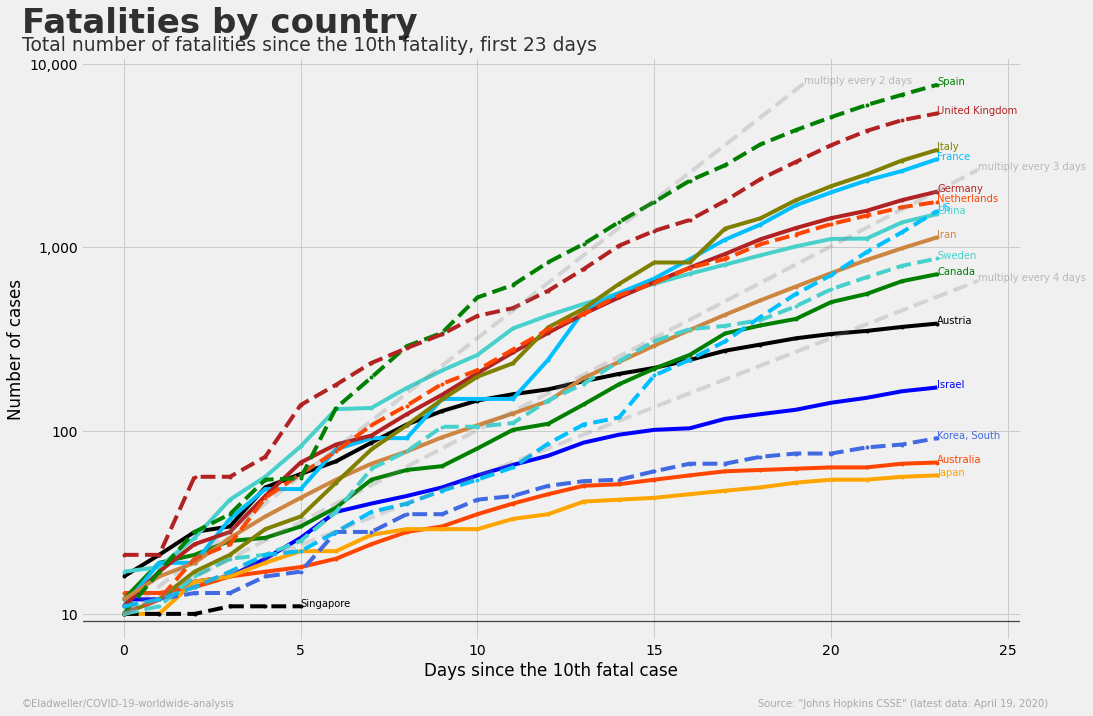 Fatalities by country
Total number of fatalities since the 10th fatality, first 23 days
10,000
1,000
100
10
Number of cases
multiply every 2 days
Spain
United Kingdom
Italy
France
multiply every 3 days
Germany
Netherlands
US
China
Iran
Sweden
Canada
multiply every 4 days
Austria
Israel
Korea, South
Australia
Japan
Singapore
0 5 10 15 20 25
Days since the 10th fatal case
©Eladweller/COVID-19-worldwide-analysis
Source: "Johns Hopkins CSSE" (latest data: April 19, 2020)